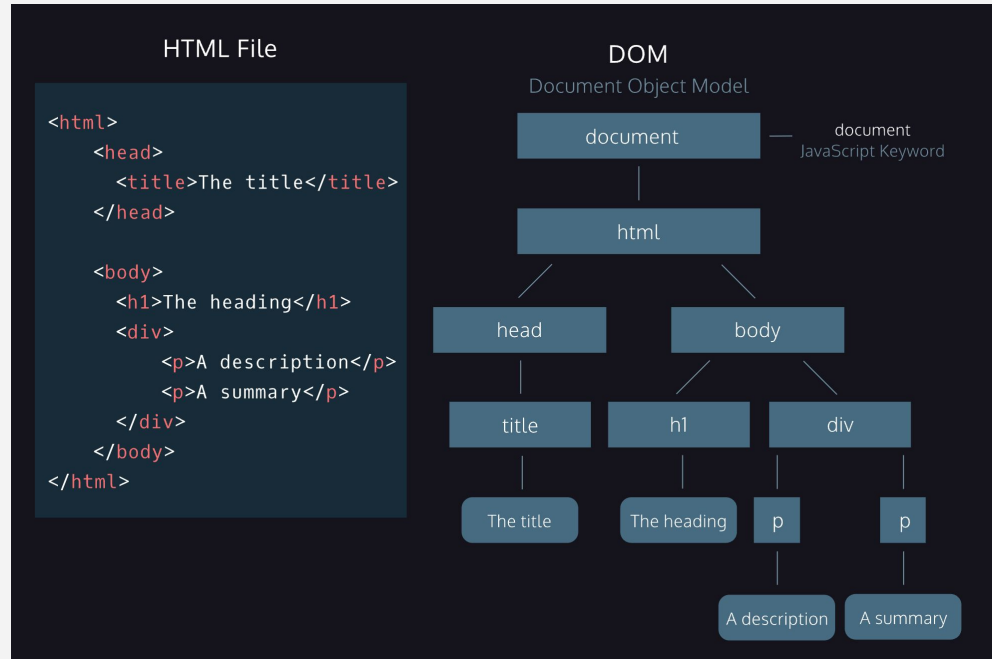 HTML File
<html>
<head>
<title>The title</title>
</head>
<body>
<h1>The heading</h1>
<div>
<p>A description</p>
<p>A summary</p>
</div>
</body>
</html>
DOM
Document Object Model
document
document
JavaScript Keyword
html
head
body
title
h1
div
The title
The heading
p
p
A description
A summary